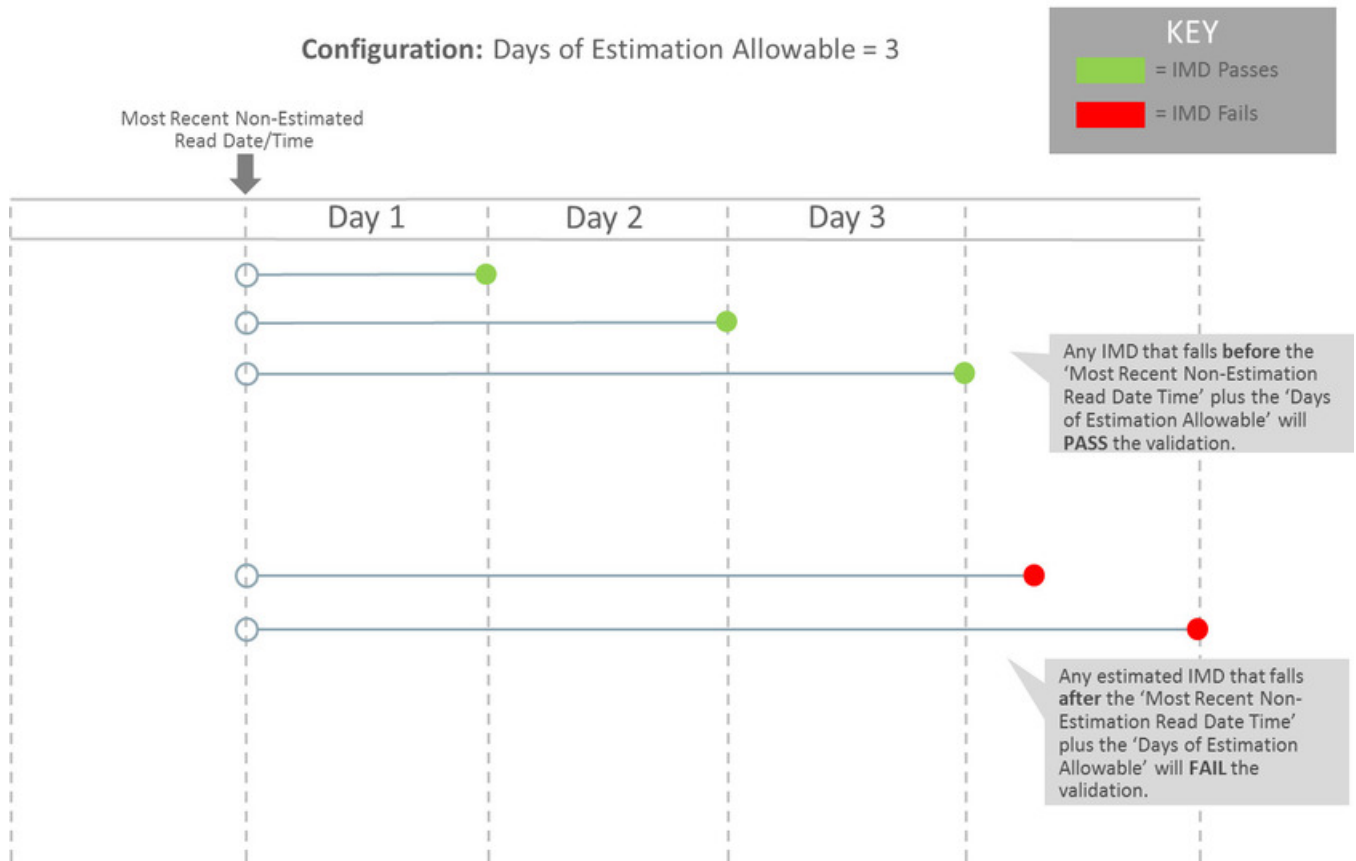 Configuration: Days of Estimation Allowable = 3
KEY
= IMD Passes
= IMD Fails
Most Recent Non-Estimated
Read Date/Time
Day 1
Day 2
Day 3
Any IMD that falls before the
‘Most Recent Non-Estimation
Read Date Time’ plus the ‘Days
of Estimation Allowable’ will
PASS the validation.
Any estimated IMD that falls
after the ‘Most Recent Non-
Estimation Read Date Time’
plus the ‘Days of Estimation
Allowable’ will FAIL the
validation.